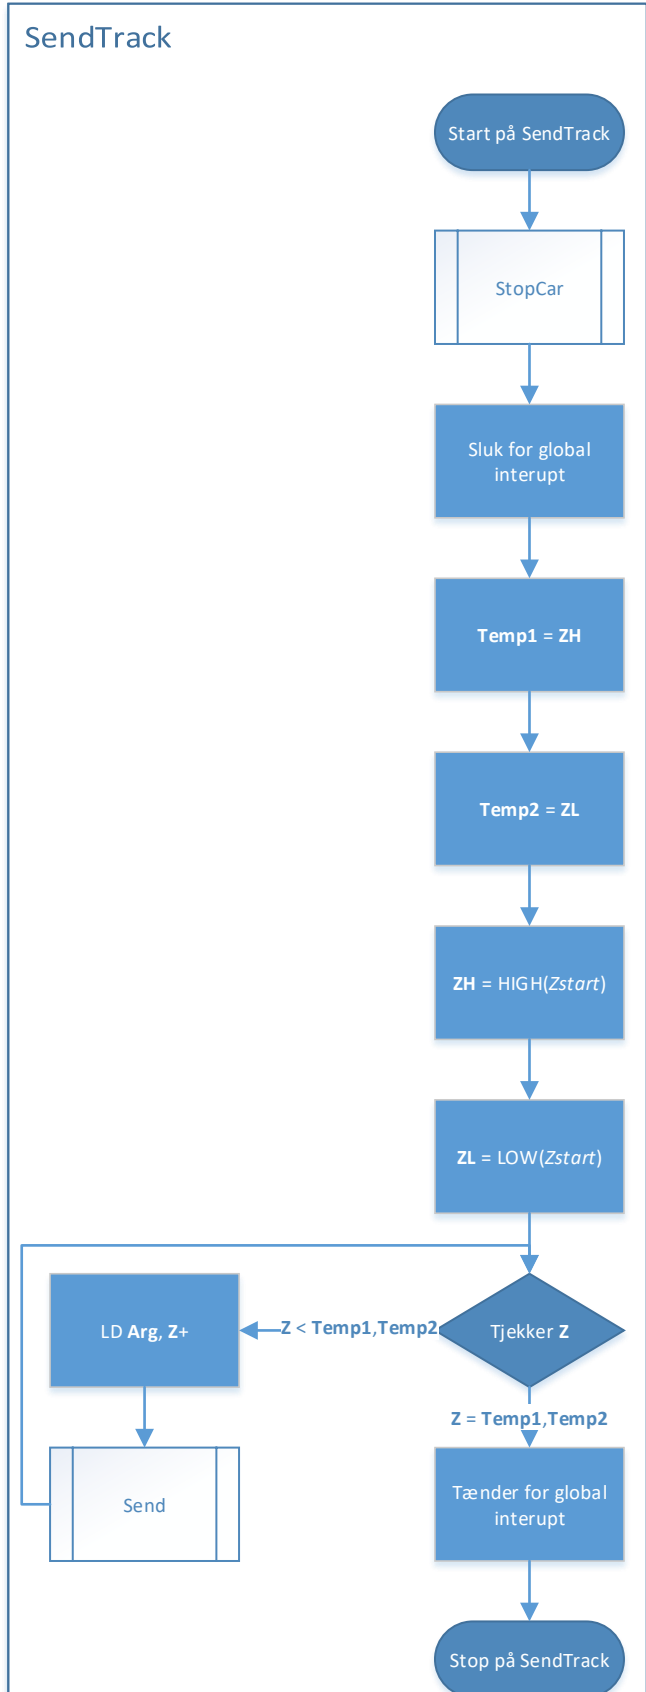 SendTrack
Start på SendTrack
StopCar
Sluk for global
interupt
Temp1 = ZH
Temp2 = ZL
ZH = HIGH(Zstart)
ZL = LOW(Zstart)
LD Arg, Z+
Z < Temp1,Temp2
Tjekker Z
Z = Temp1,Temp2
Send
Tænder for global
interupt
Stop på SendTrack